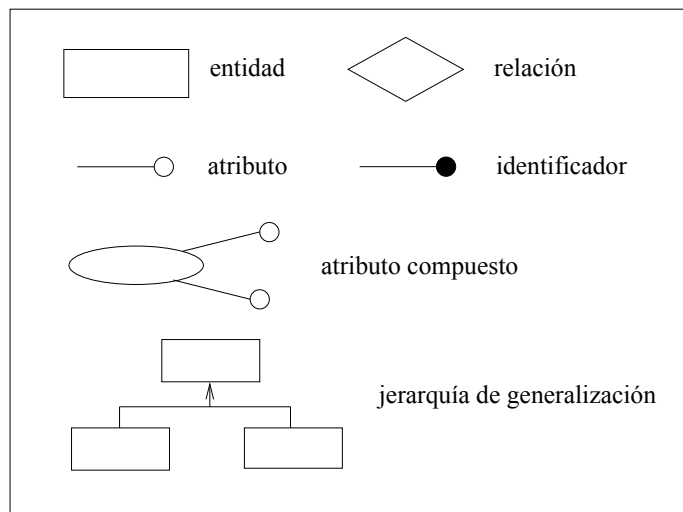 entidad
relación
atributo
identificador
atributo compuesto
jerarquía de generalización